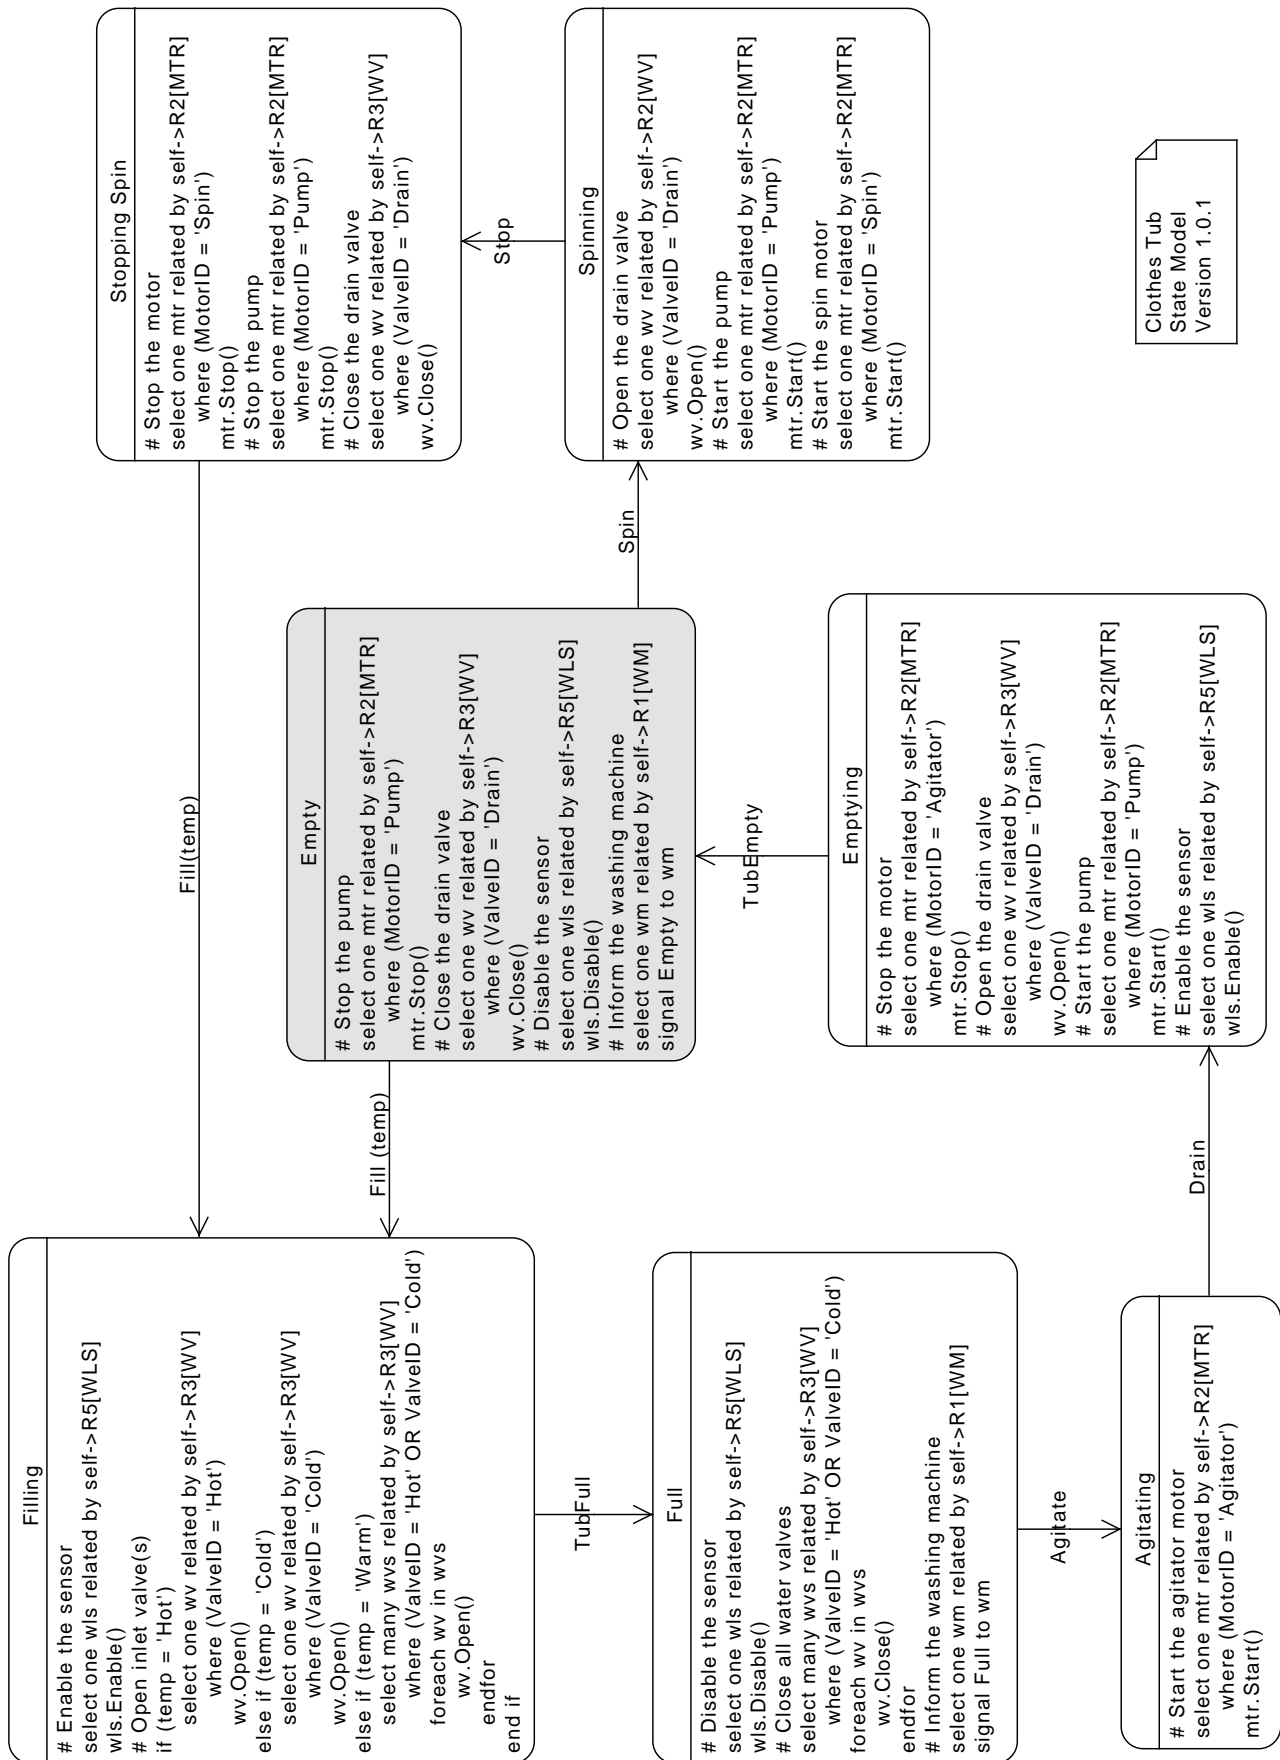 Filling
# Enable the sensor
select one wls related by self->R5[WLS]
wls.Enable()
# Open inlet valve(s)
if (temp = 'Hot')
select one wv related by self->R3[WV]
where (ValveID = 'Hot')
wv.Open()
else if (temp = 'Cold')
select one wv related by self->R3[WV]
where (ValveID = 'Cold')
wv.Open()
else if (temp = 'Warm')
select many wvs related by self->R3[WV]
where (ValveID = 'Hot' OR ValveID = 'Cold')
foreach wv in wvs
wv.Open()
endfor
end if
Fill(temp)
Fill (temp)
TubFull
Full
# Disable the sensor
select one wls related by self->R5[WLS]
wls.Disable()
# Close all water valves
select many wvs related by self->R3[WV]
where (ValveID = 'Hot' OR ValveID = 'Cold')
foreach wv in wvs
wv.Close()
endfor
# Inform the washing machine
select one wm related by self->R1[WM]
signal Full to wm
Agitate
Agitating
# Start the agitator motor
select one mtr related by self->R2[MTR]
where (MotorID = 'Agitator')
mtr.Start()
Drain
Empty
# Stop the pump
select one mtr related by self->R2[MTR]
where (MotorID = 'Pump')
mtr.Stop()
# Close the drain valve
select one wv related by self->R3[WV]
where (ValveID = 'Drain')
wv.Close()
# Disable the sensor
select one wls related by self->R5[WLS]
wls.Disable()
# Inform the washing machine
select one wm related by self->R1[WM]
signal Empty to wm
TubEmpty
Emptying
# Stop the motor
select one mtr related by self->R2[MTR]
where (MotorID = 'Agitator')
mtr.Stop()
# Open the drain valve
select one wv related by self->R3[WV]
where (ValveID = 'Drain')
wv.Open()
# Start the pump
select one mtr related by self->R2[MTR]
where (MotorID = 'Pump')
mtr.Start()
# Enable the sensor
select one wls related by self->R5[WLS]
wls.Enable()
Spin
Stopping Spin
# Stop the motor
select one mtr related by self->R2[MTR]
where (MotorID = 'Spin')
mtr.Stop()
# Stop the pump
select one mtr related by self->R2[MTR]
where (MotorID = 'Pump')
mtr.Stop()
# Close the drain valve
select one wv related by self->R3[WV]
where (ValveID = 'Drain')
wv.Close()
Stop
Spinning
# Open the drain valve
select one wv related by self->R2[WV]
where (ValveID = 'Drain')
wv.Open()
# Start the pump
select one mtr related by self->R2[MTR]
where (MotorID = 'Pump')
mtr.Start()
# Start the spin motor
select one mtr related by self->R2[MTR]
where (MotorID = 'Spin')
mtr.Start()
Clothes Tub
State Model
Version 1.0.1